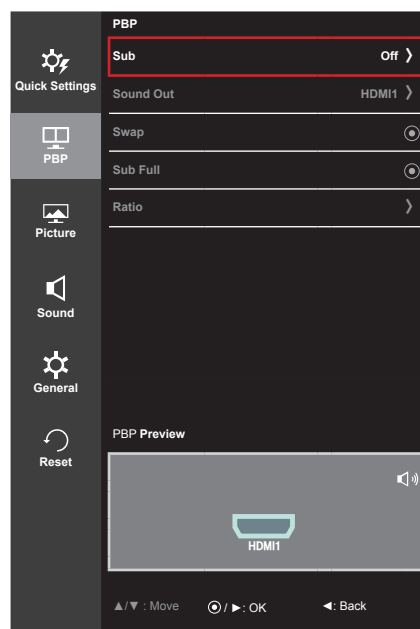 PBP
Sub Off 〉
Quick Settings
Sound Out HDMI1 〉
Swap
PBP
Sub Full
Ratio 〉
Picture
Sound
General
PBP Preview
Reset
HDMI1
▲/▼ : Move ⦿ / ►: OK ◄: Back